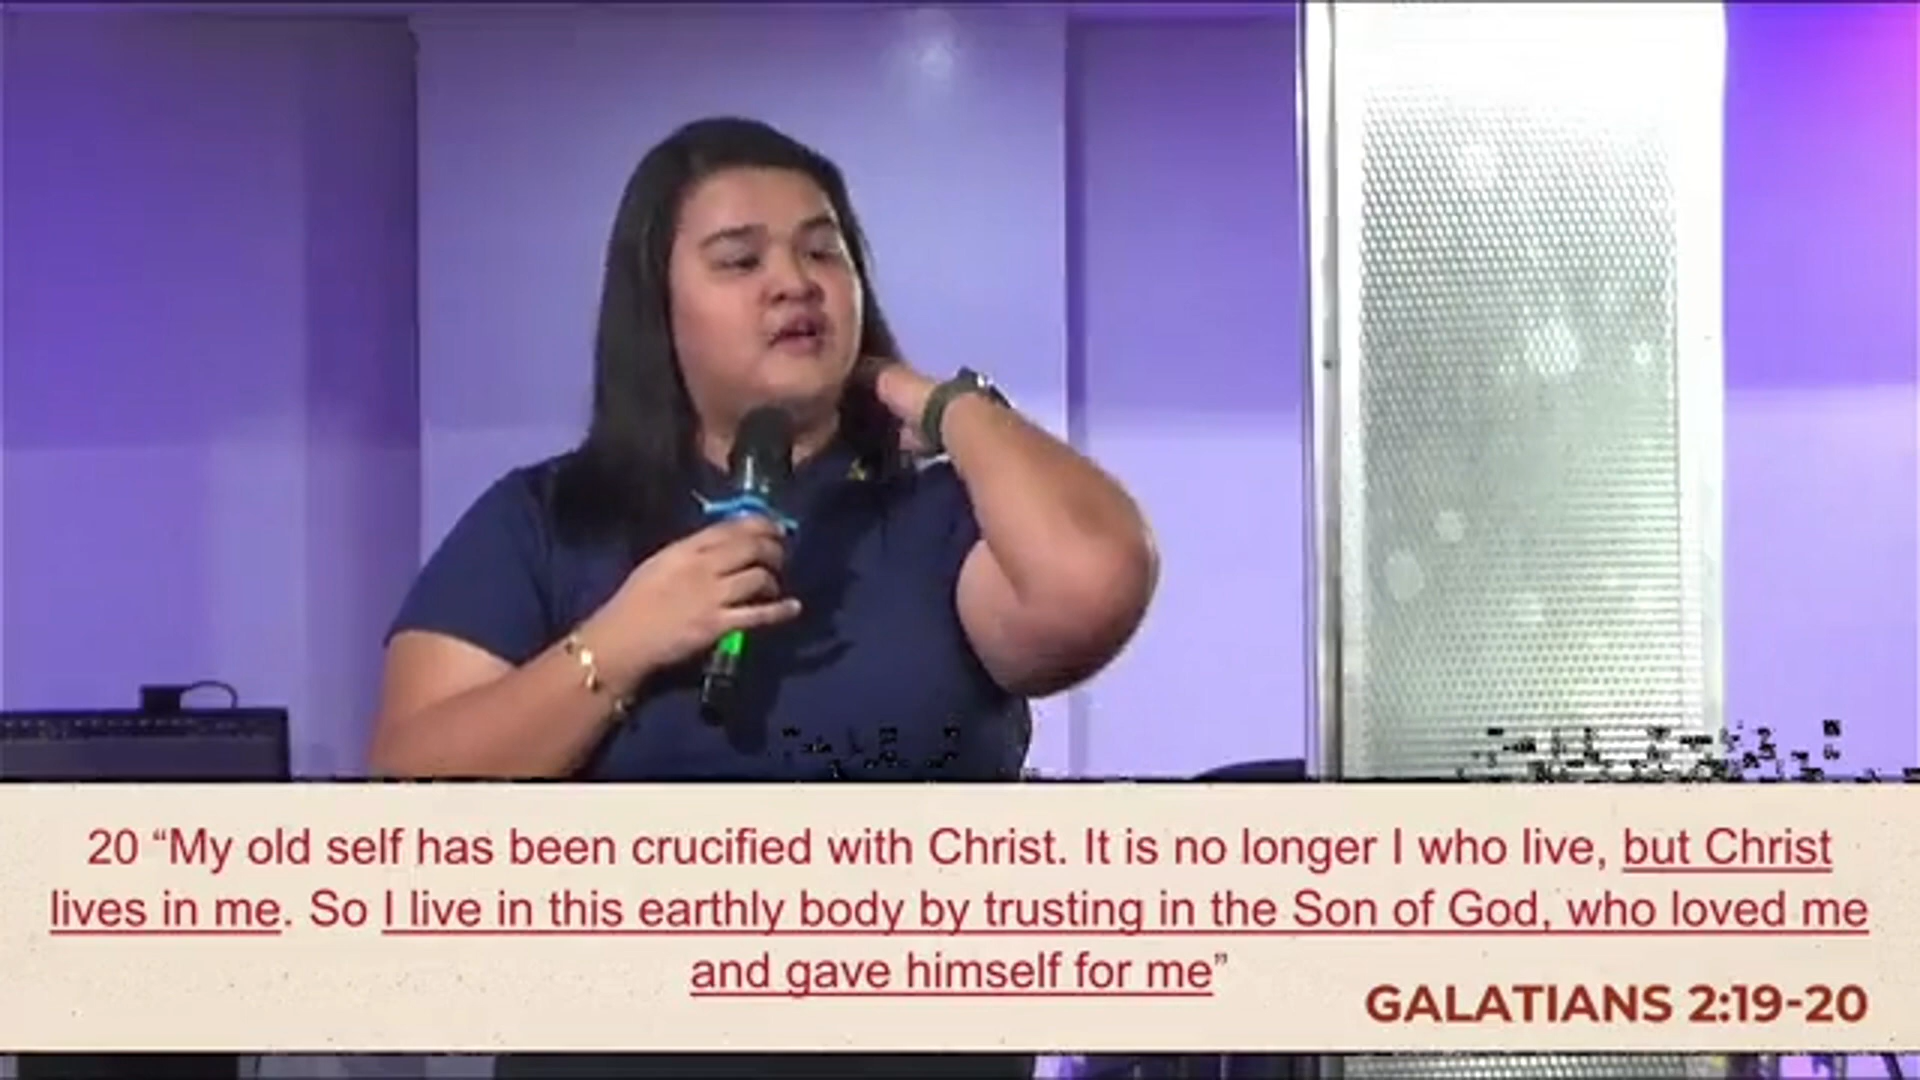 20 “My old self has been crucified with Christ. It is no longer I who live, but Christ
lives in me. So I live in this earthly body by trusting in the Son of God, who loved me
and gave himself for me”
GALATIANS 2:19-20